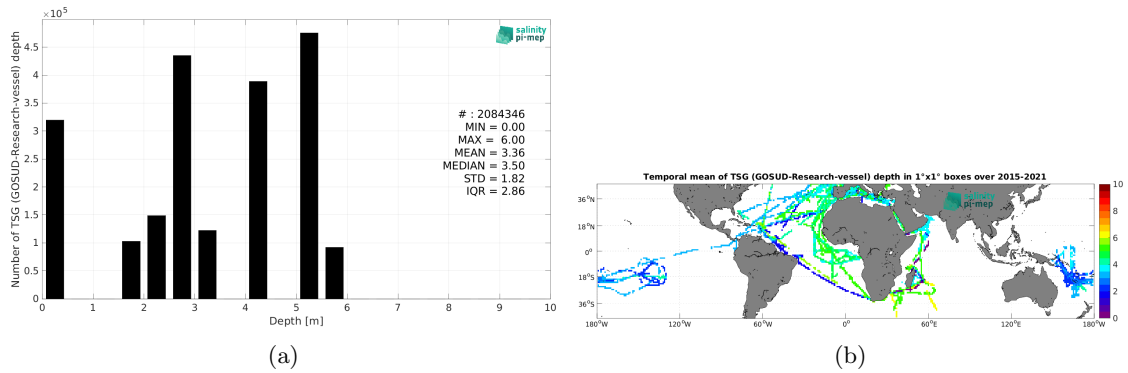 ×10⁵
4.5
4
3.5
3
2.5
2
1.5
1
0.5
0
Number of TSG (GOSUD-Research-vessel) depth
salinity
pi-mep
# : 2084346
MIN = 0.00
MAX = 6.00
MEAN = 3.36
MEDIAN = 3.50
STD = 1.82
IQR = 2.86
0 1 2 3 4 5 6 7 8 9 10
Depth [m]
(a)
Temporal mean of TSG (GOSUD-Research-vessel) depth in 1°x1° boxes over 2015-2021
salinity
pi-mep
36°N
18°N
0°
18°S
36°S
180°W 120°W 60°W 0° 60°E 120°E 180°W
10
8
6
4
2
0
(b)